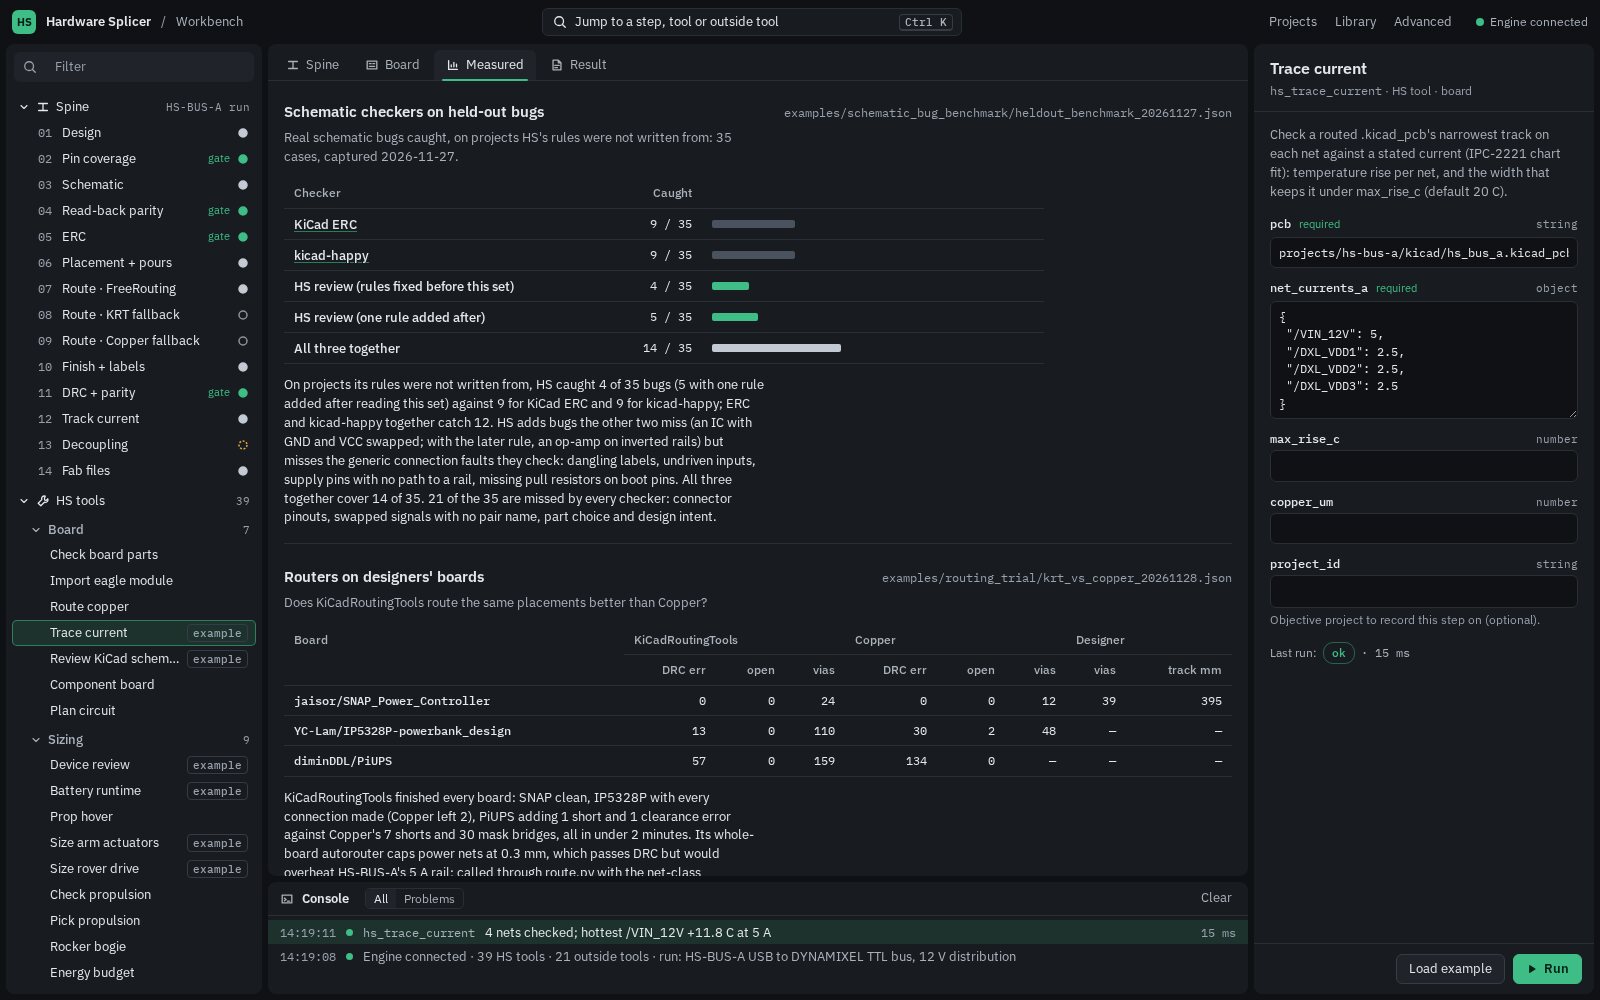 HS Hardware Splicer / Workbench
Jump to a step, tool or outside tool Ctrl K
Projects Library Advanced Engine connected
Filter
Spine HS-BUS-A run
01 Design
02 Pin coverage gate
03 Schematic
04 Read-back parity gate
05 ERC gate
06 Placement + pours
07 Route · FreeRouting
08 Route · KRT fallback
09 Route · Copper fallback
10 Finish + labels
11 DRC + parity gate
12 Track current
13 Decoupling
14 Fab files
HS tools 39
Board 7
Check board parts
Import eagle module
Route copper
Trace current example
Review KiCad schem... example
Component board
Plan circuit
Sizing 9
Device review example
Battery runtime example
Prop hover
Size arm actuators example
Size rover drive example
Check propulsion
Pick propulsion
Rocker bogie
Energy budget
Spine Board Measured Result
Schematic checkers on held-out bugs examples/schematic_bug_benchmark/heldout_benchmark_20261127.json
Real schematic bugs caught, on projects HS's rules were not written from: 35
cases, captured 2026-11-27.
Checker Caught
KiCad ERC 9 / 35
kicad-happy 9 / 35
HS review (rules fixed before this set) 4 / 35
HS review (one rule added after) 5 / 35
All three together 14 / 35
On projects its rules were not written from, HS caught 4 of 35 bugs (5 with one rule
added after reading this set) against 9 for KiCad ERC and 9 for kicad-happy; ERC
and kicad-happy together catch 12. HS adds bugs the other two miss (an IC with
GND and VCC swapped; with the later rule, an op-amp on inverted rails) but
misses the generic connection faults they check: dangling labels, undriven inputs,
supply pins with no path to a rail, missing pull resistors on boot pins. All three
together cover 14 of 35. 21 of the 35 are missed by every checker: connector
pinouts, swapped signals with no pair name, part choice and design intent.
Routers on designers' boards examples/routing_trial/krt_vs_copper_20261128.json
Does KiCadRoutingTools route the same placements better than Copper?
Board KiCadRoutingTools Copper Designer
DRC err open vias DRC err open vias vias track mm
jaisor/SNAP_Power_Controller 0 0 24 0 0 12 39 395
YC-Lam/IP5328P-powerbank_design 13 0 110 30 2 48 – –
diminDDL/PiUPS 57 0 159 134 0 – – –
KiCadRoutingTools finished every board: SNAP clean, IP5328P with every
connection made (Copper left 2), PiUPS adding 1 short and 1 clearance error
against Copper's 7 shorts and 30 mask bridges, all in under 2 minutes. Its whole-
board autorouter caps power nets at 0.3 mm, which passes DRC but would
overheat HS-BUS-A's 5 A rail; called through route.py with the net-class
Console All Problems Clear
14:19:11 hs_trace_current 4 nets checked; hottest /VIN_12V +11.8 C at 5 A 15 ms
14:19:08 Engine connected · 39 HS tools · 21 outside tools · run: HS-BUS-A USB to DYNAMIXEL TTL bus, 12 V distribution
Trace current
hs_trace_current · HS tool · board
Check a routed .kicad_pcb's narrowest track on
each net against a stated current (IPC-2221 chart
fit): temperature rise per net, and the width that
keeps it under max_rise_c (default 20 C).
pcb required string
projects/hs-bus-a/kicad/hs_bus_a.kicad_pcb
net_currents_a required object
{
"/VIN_12V": 5,
"/DXL_VDD1": 2.5,
"/DXL_VDD2": 2.5,
"/DXL_VDD3": 2.5
}
max_rise_c number
copper_um number
project_id string
Objective project to record this step on (optional).
Last run: ok · 15 ms
Load example Run